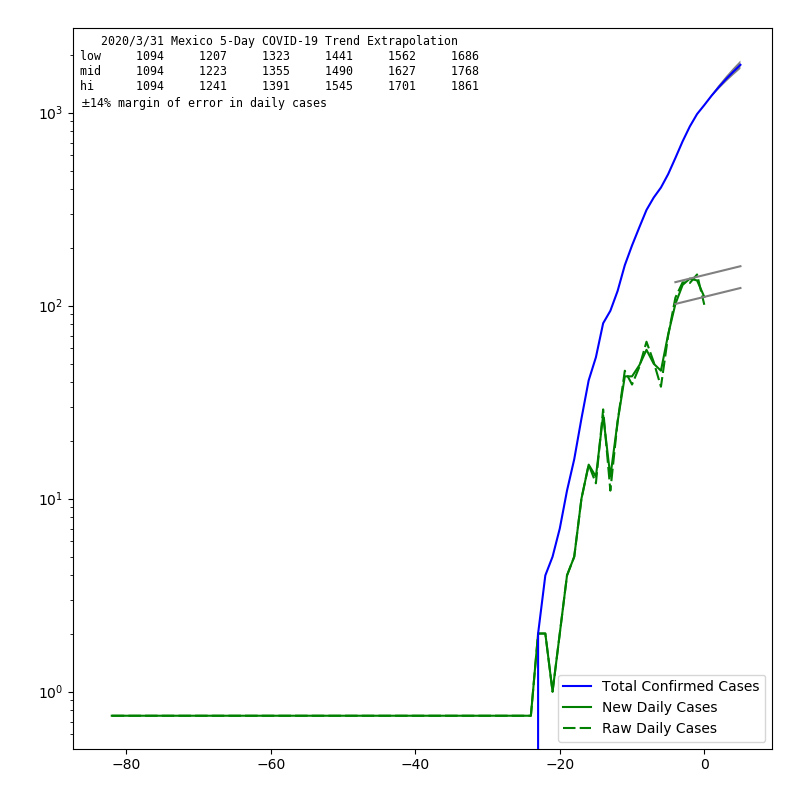 2020/3/31 Mexico 5-Day COVID-19 Trend Extrapolation
low 1094 1207 1323 1441 1562 1686
mid 1094 1223 1355 1490 1627 1768
hi 1094 1241 1391 1545 1701 1861
±14% margin of error in daily cases
10³
10²
10¹
10⁰
Total Confirmed Cases
New Daily Cases
Raw Daily Cases
−80 −60 −40 −20 0